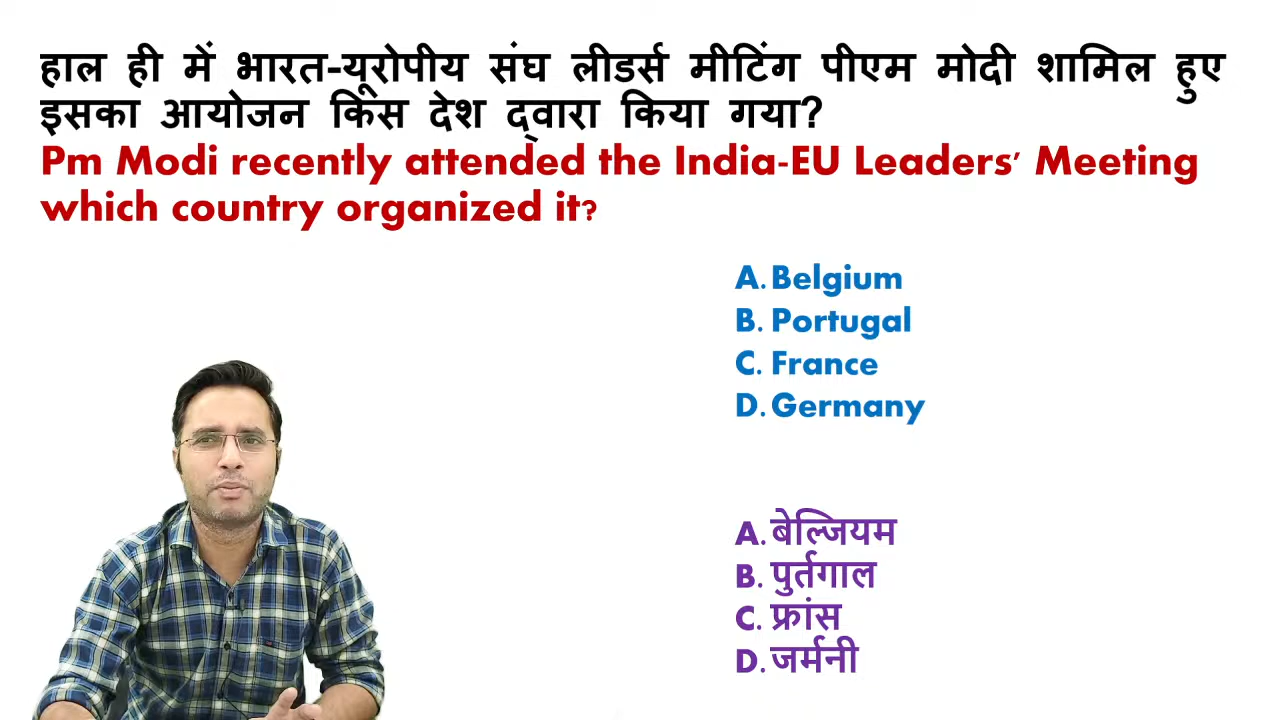 हाल ही में भारत-यूरोपीय संघ लीडर्स मीटिंग पीएम मोदी शामिल हुए
इसका आयोजन किस देश द्वारा किया गया?
Pm Modi recently attended the India-EU Leaders' Meeting
which country organized it?
A. Belgium
B. Portugal
C. France
D. Germany
A. बेल्जियम
B. पुर्तगाल
C. फ्रांस
D. जर्मनी